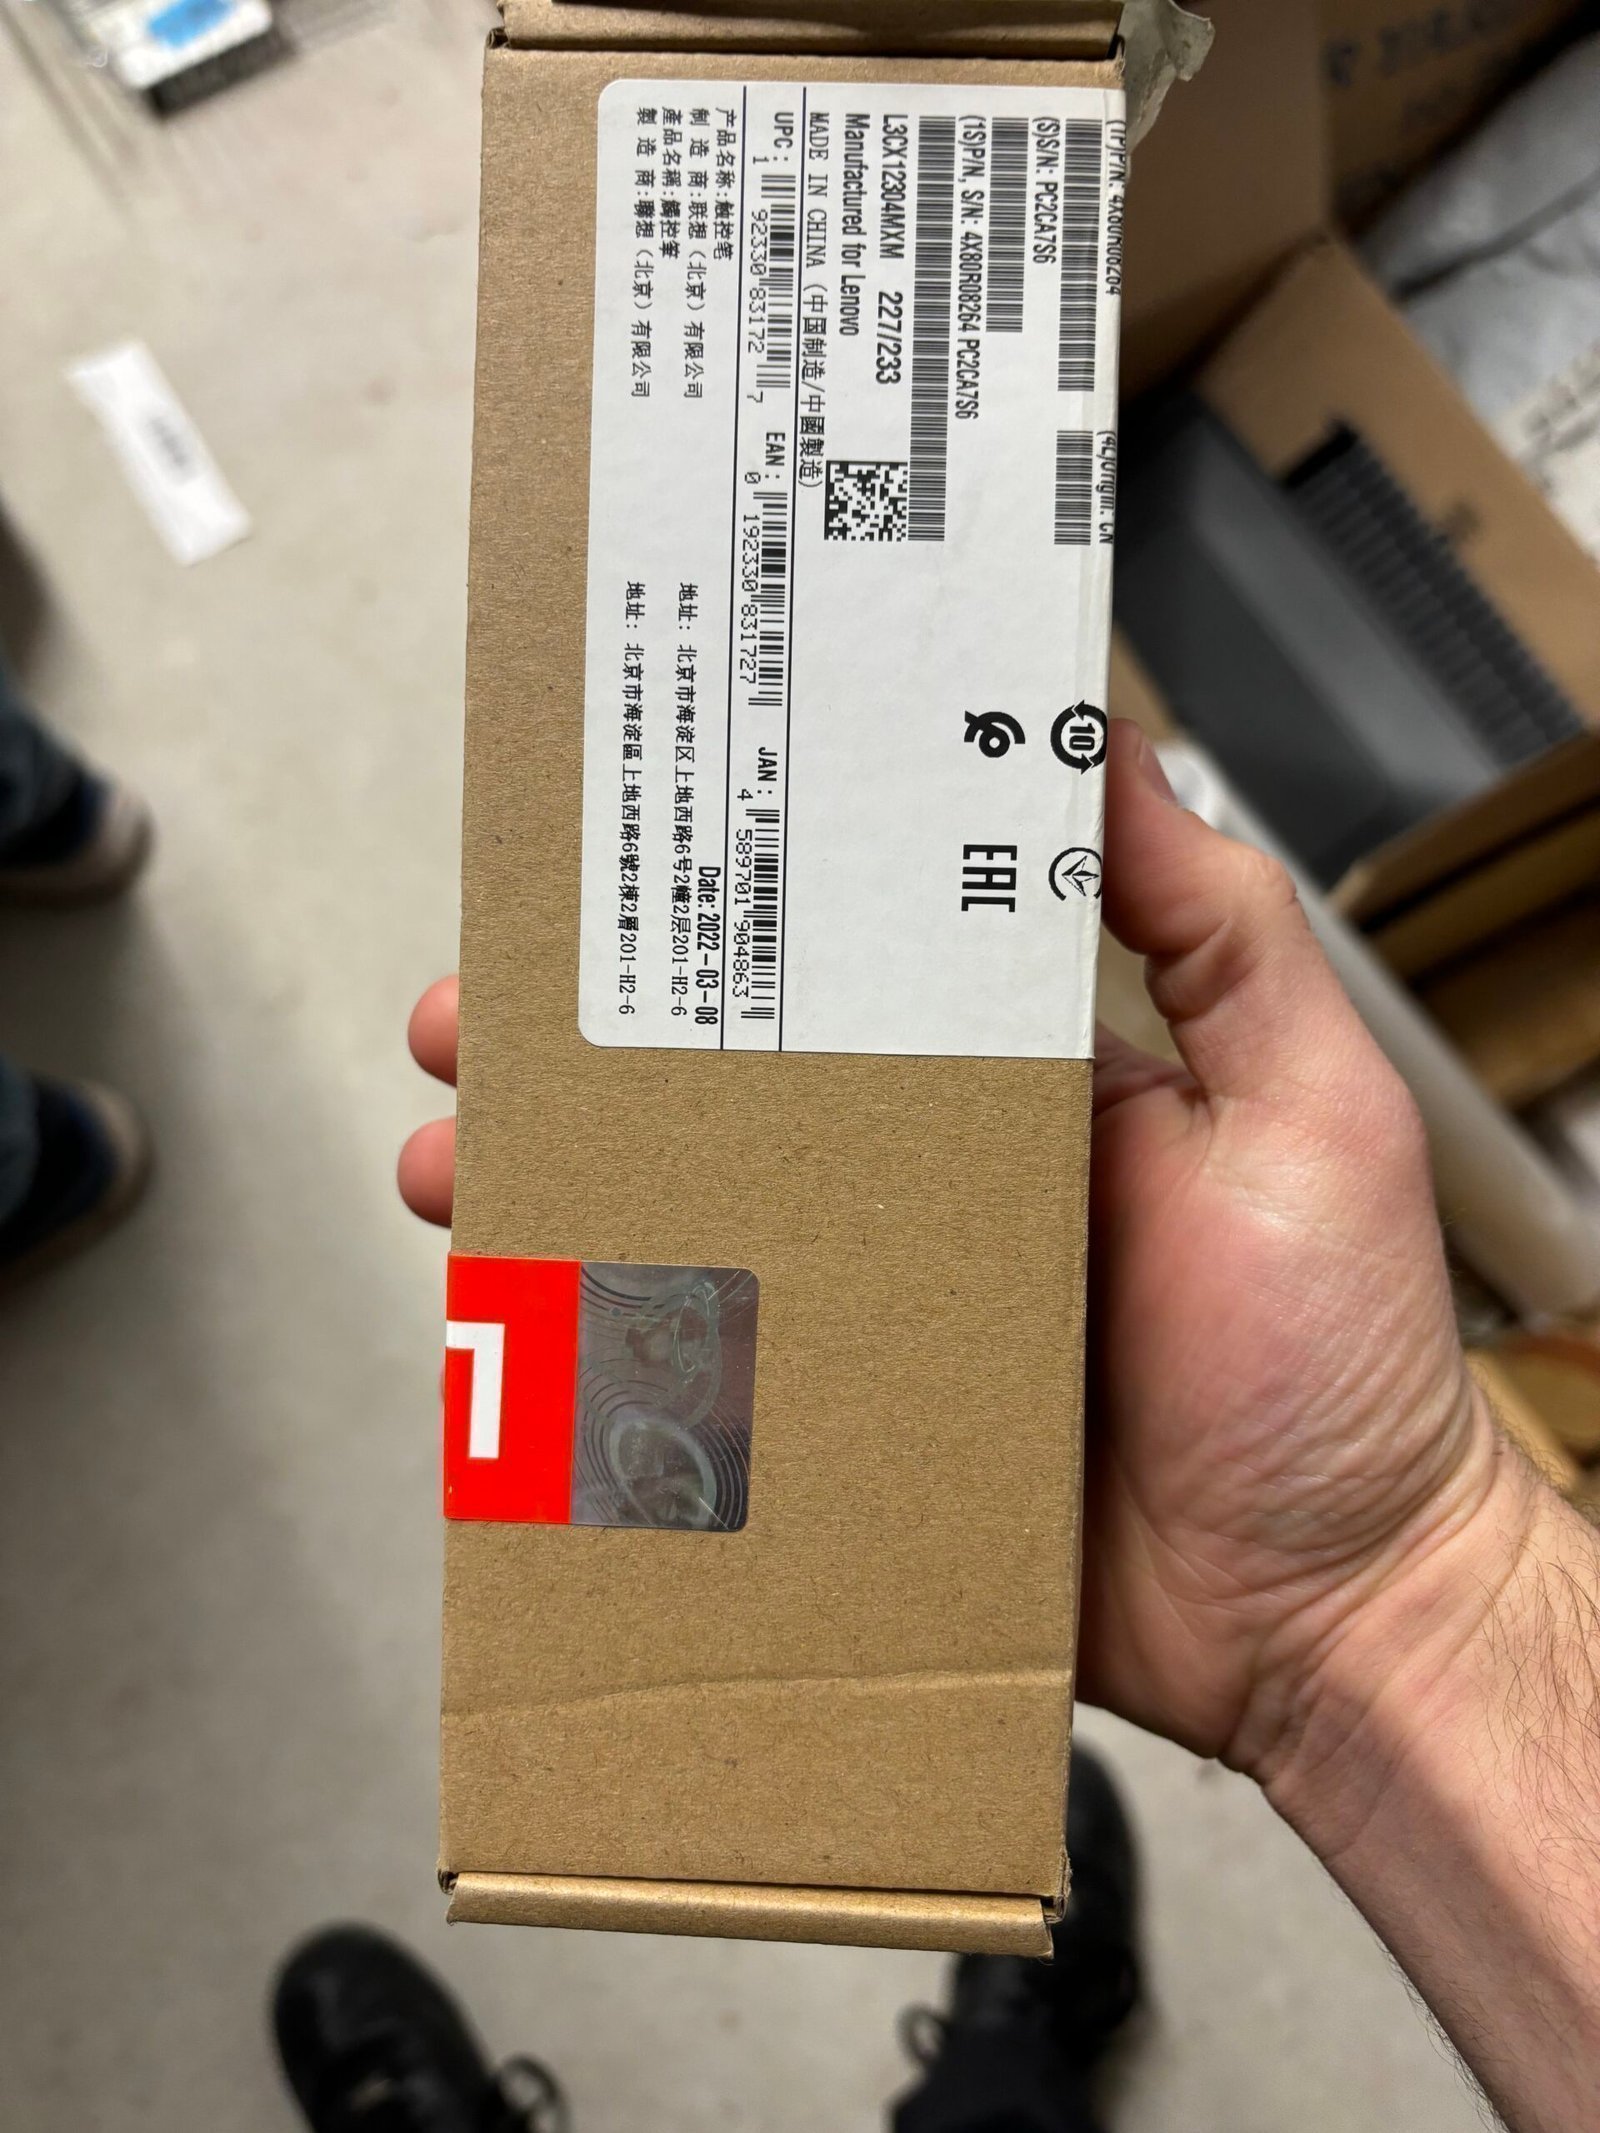 (1P)P/N: 4X80R08264 (4L)Origin: CN
(S)S/N: PC2CA7S6
(1S)P/N, S/N: 4X80R08264 PC2CA7S6
L3CX12304MXM 227/233
Manufactured for Lenovo
MADE IN CHINA (中国制造/中國製造)
UPC: 1 92330 83172 7 EAN: 0 192330 831727 JAN: 4 589701 904863
Date: 2022-03-08
产品名称:触控笔
制 造 商:联想（北京）有限公司 地址: 北京市海淀区上地西路6号2幢2层201-H2-6
產品名稱:觸控筆
製 造 商:聯想（北京）有限公司 地址: 北京市海淀區上地西路6號2棟2層201-H2-6
10
EAC
L